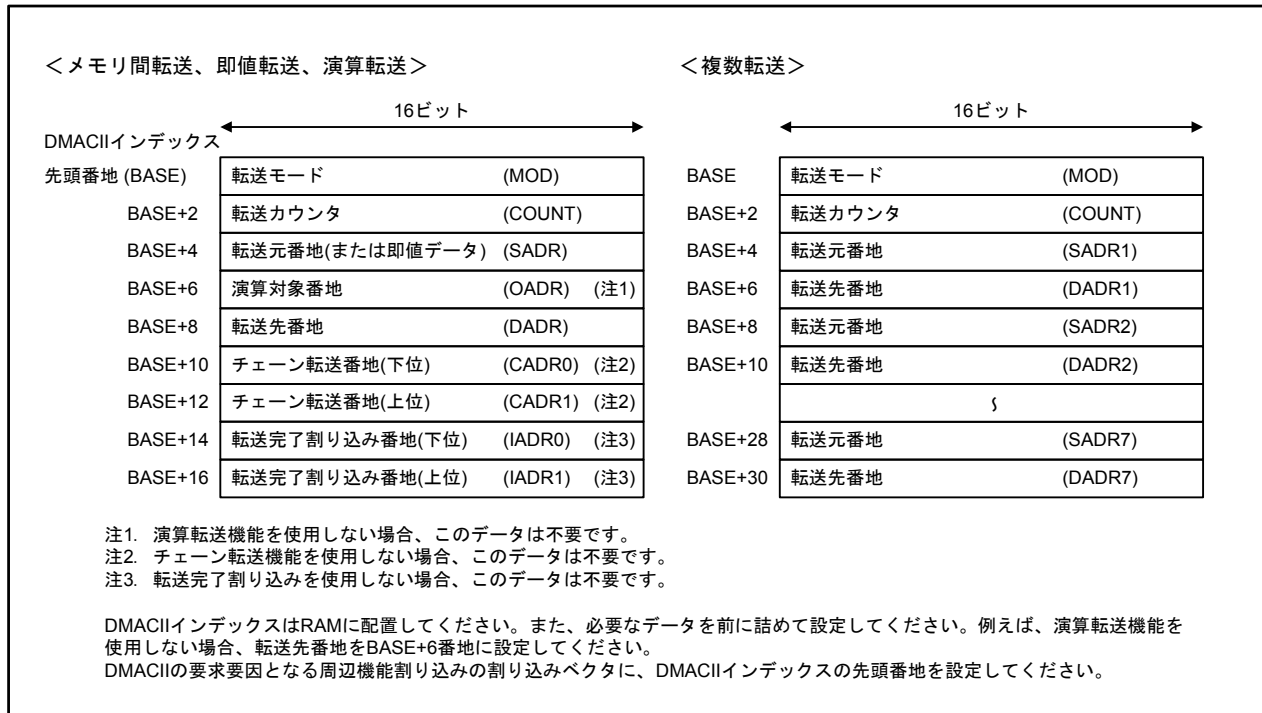 ＜メモリ間転送、即値転送、演算転送＞
16ビット
DMACIIインデックス
先頭番地 (BASE) 転送モード (MOD)
BASE+2 転送カウンタ (COUNT)
BASE+4 転送元番地(または即値データ) (SADR)
BASE+6 演算対象番地 (OADR) (注1)
BASE+8 転送先番地 (DADR)
BASE+10 チェーン転送番地(下位) (CADR0) (注2)
BASE+12 チェーン転送番地(上位) (CADR1) (注2)
BASE+14 転送完了割り込み番地(下位) (IADR0) (注3)
BASE+16 転送完了割り込み番地(上位) (IADR1) (注3)
＜複数転送＞
16ビット
BASE 転送モード (MOD)
BASE+2 転送カウンタ (COUNT)
BASE+4 転送元番地 (SADR1)
BASE+6 転送先番地 (DADR1)
BASE+8 転送元番地 (SADR2)
BASE+10 転送先番地 (DADR2)
〜
BASE+28 転送元番地 (SADR7)
BASE+30 転送先番地 (DADR7)
注1. 演算転送機能を使用しない場合、このデータは不要です。
注2. チェーン転送機能を使用しない場合、このデータは不要です。
注3. 転送完了割り込みを使用しない場合、このデータは不要です。
DMACIIインデックスはRAMに配置してください。また、必要なデータを前に詰めて設定してください。例えば、演算転送機能を
使用しない場合、転送先番地をBASE+6番地に設定してください。
DMACIIの要求要因となる周辺機能割り込みの割り込みベクタに、DMACIIインデックスの先頭番地を設定してください。